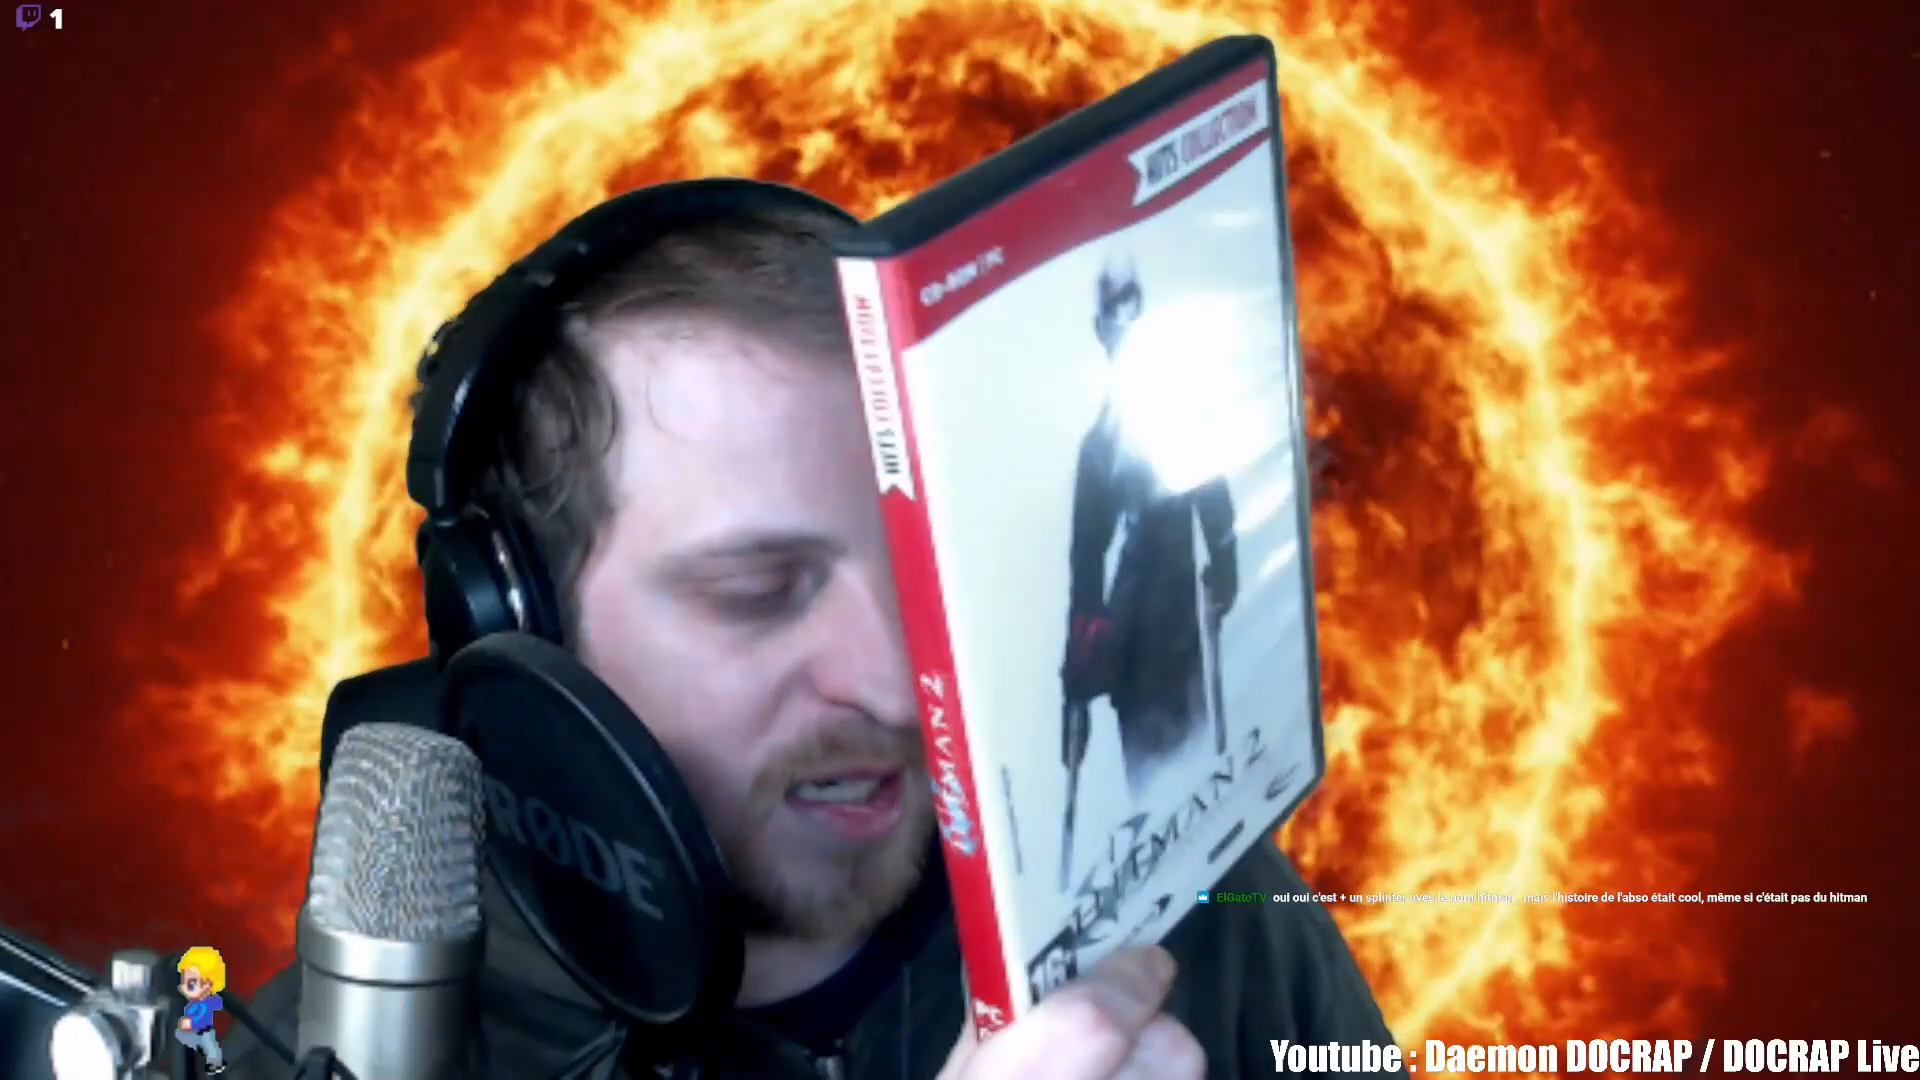 1
HITS COLLECTION
CD-ROM PC
HITS COLLECTION
HITMAN 2
HITMAN 2
RØDE
ElGatoTV oui oui c'est + un splinter avec le nom hitman mais l'histoire de l'abso était cool, même si c'était pas du hitman
16
PC
Youtube : Daemon DOCRAP / DOCRAP Live